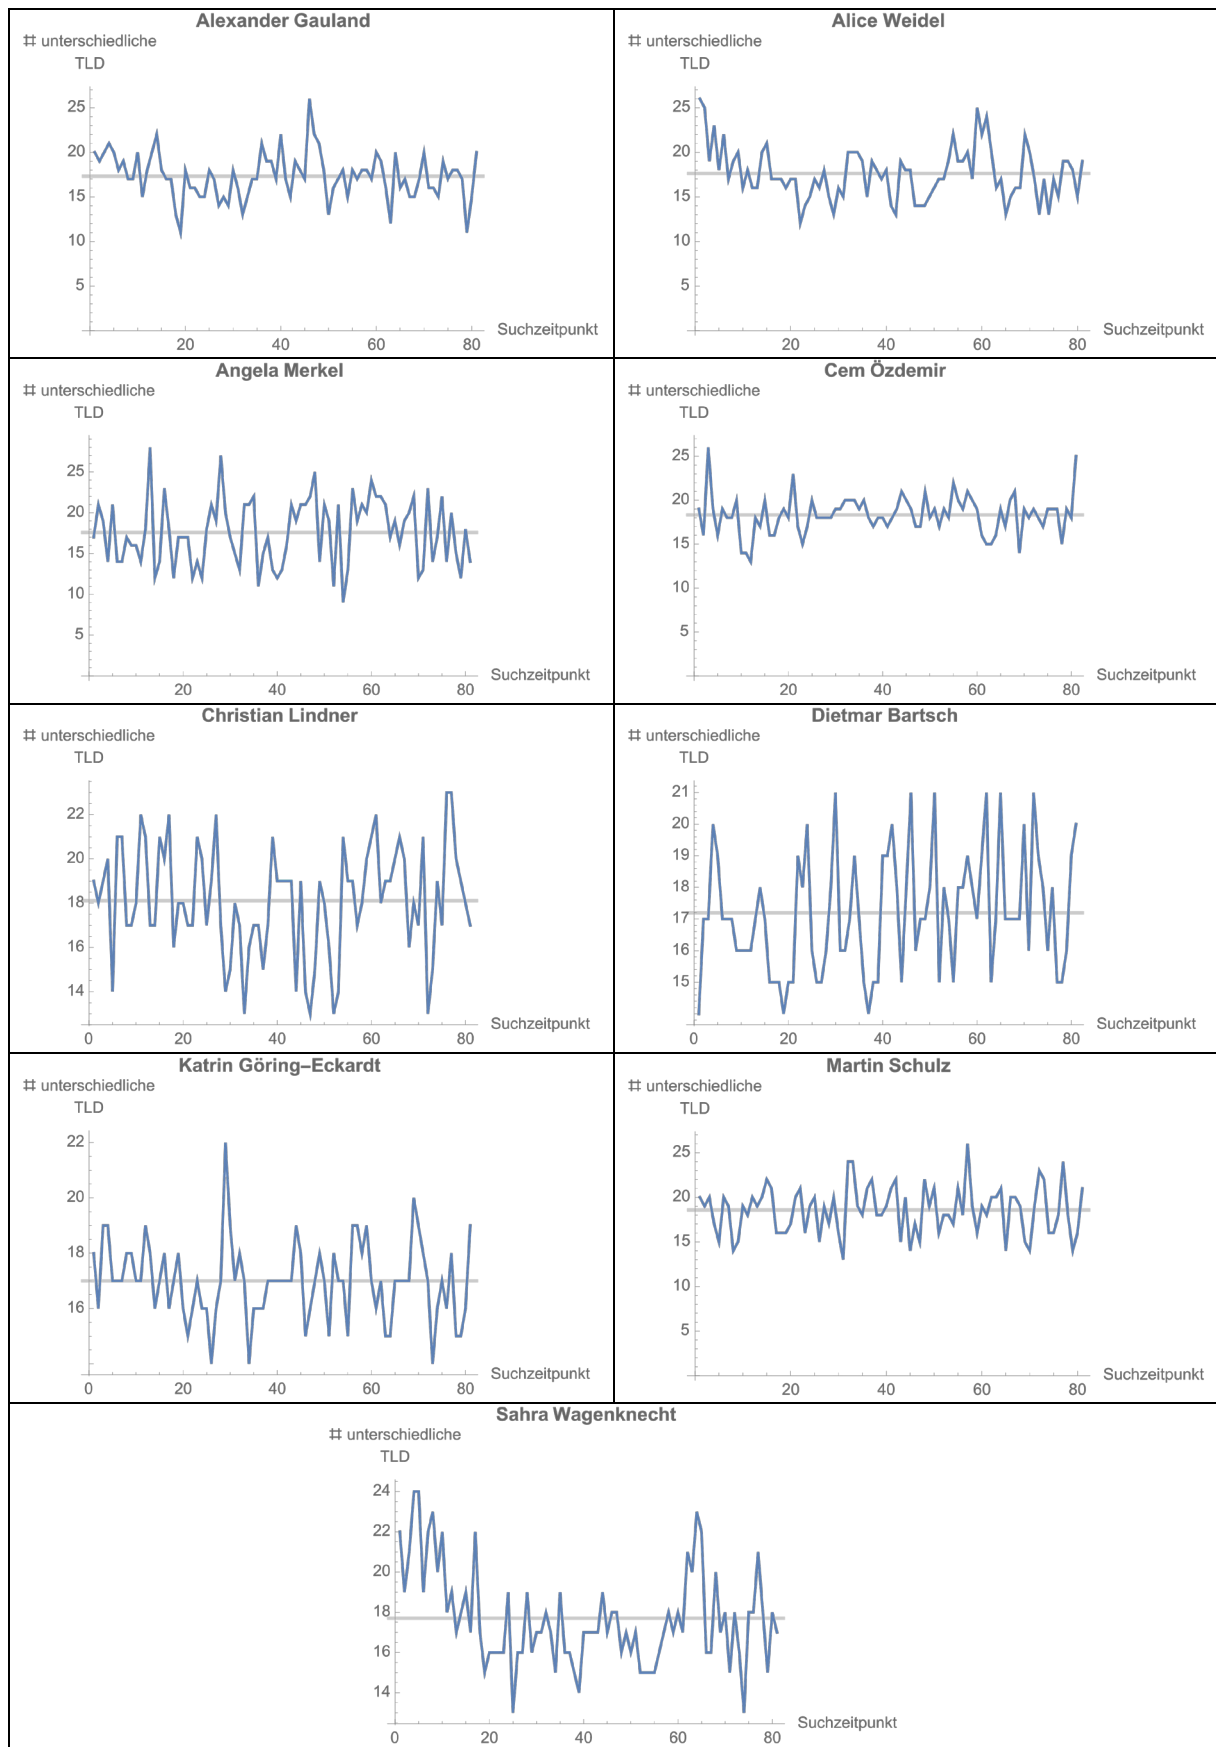 Alexander Gauland
# unterschiedliche
TLD
25
20
15
10
5
20 40 60 80
Suchzeitpunkt
Alice Weidel
# unterschiedliche
TLD
25
20
15
10
5
20 40 60 80
Suchzeitpunkt
Angela Merkel
# unterschiedliche
TLD
25
20
15
10
5
20 40 60 80
Suchzeitpunkt
Cem Özdemir
# unterschiedliche
TLD
25
20
15
10
5
20 40 60 80
Suchzeitpunkt
Christian Lindner
# unterschiedliche
TLD
22
20
18
16
14
0 20 40 60 80
Suchzeitpunkt
Dietmar Bartsch
# unterschiedliche
TLD
21
20
19
18
17
16
15
0 20 40 60 80
Suchzeitpunkt
Katrin Göring–Eckardt
# unterschiedliche
TLD
22
20
18
16
0 20 40 60 80
Suchzeitpunkt
Martin Schulz
# unterschiedliche
TLD
25
20
15
10
5
20 40 60 80
Suchzeitpunkt
Sahra Wagenknecht
# unterschiedliche
TLD
24
22
20
18
16
14
0 20 40 60 80
Suchzeitpunkt